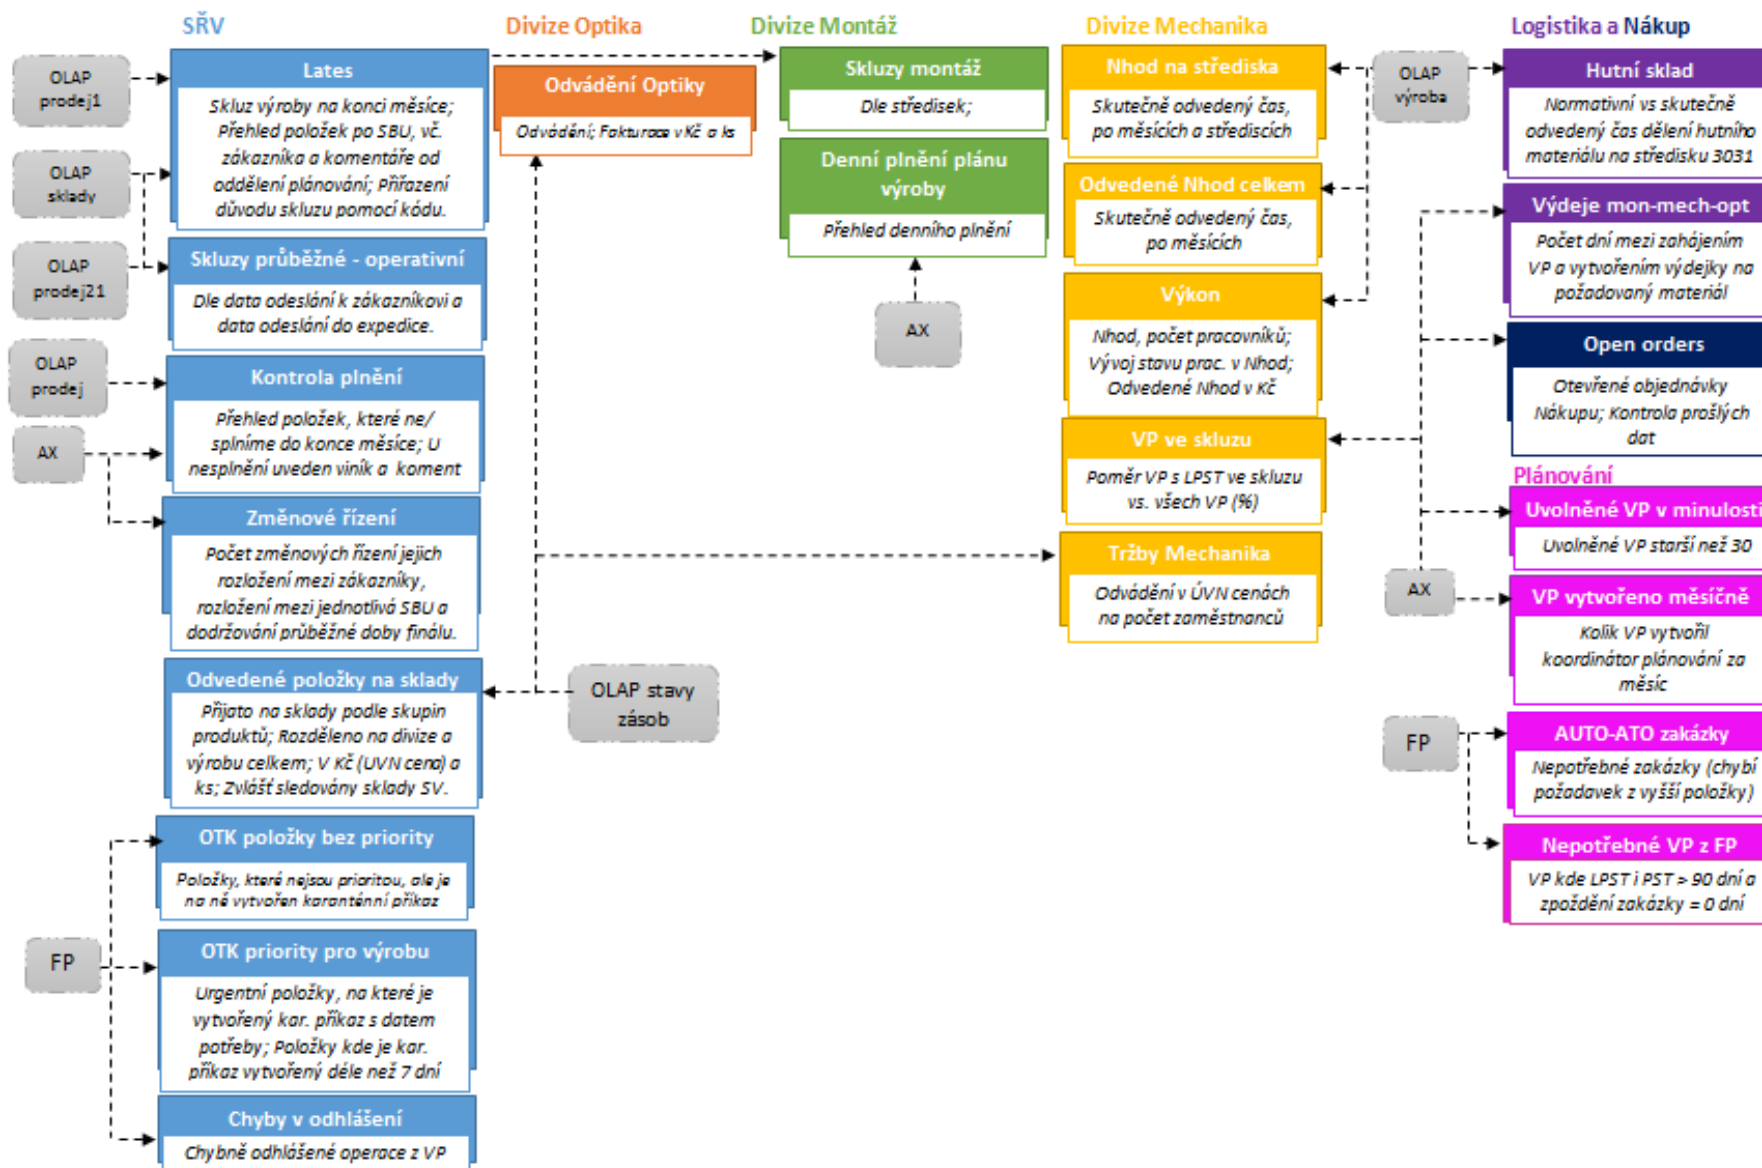 SŘV
OLAP
prodej1
Lates
Skluz výroby na konci měsíce;
Přehled položek po SBU, vč.
zákazníka a komentáře od
oddělení plánování; Přiřazení
důvodu skluzu pomocí kódu.
OLAP
sklady
OLAP
prodej21
Skluzy průběžné - operativní
Dle data odeslání k zákazníkovi a
data odeslání do expedice.
OLAP
prodej
Kontrola plnění
Přehled položek, které ne/
splníme do konce měsíce; U
nesplnění uveden viník a koment
AX
Změnové řízení
Počet změnových řízení jejich
rozložení mezi zákazníky,
rozložení mezi jednotlivá SBU a
dodržování průběžné doby finálu.
Odvedené položky na sklady
Přijato na sklady podle skupin
produktů; Rozděleno na divize a
výrobu celkem; V Kč (UVN cena) a
ks; Zvlášť sledovány sklady SV.
OTK položky bez priority
Položky, které nejsou prioritou, ale je
na ně vytvořen karanténní příkaz
FP
OTK priority pro výrobu
Urgentní položky, na které je
vytvořený kar. příkaz s datem
potřeby; Položky kde je kar.
příkaz vytvořený déle než 7 dní
Chyby v odhlášení
Chybně odhlášené operace z VP
Divize Optika
Odvádění Optiky
Odvádění; Fakturace v Kč a ks
OLAP stavy
zásob
Divize Montáž
Skluzy montáž
Dle středisek;
Denní plnění plánu
výroby
Přehled denního plnění
AX
Divize Mechanika
Nhod na střediska
Skutečně odvedený čas,
po měsících a střediscích
Odvedené Nhod celkem
Skutečně odvedený čas,
po měsících
Výkon
Nhod, počet pracovníků;
Vývoj stavu prac. v Nhod;
Odvedené Nhod v Kč
VP ve skluzu
Poměr VP s LPST ve skluzu
vs. všech VP (%)
Tržby Mechanika
Odvádění v ÚVN cenách
na počet zaměstnanců
Logistika a Nákup
OLAP
výroba
Hutní sklad
Normativní vs skutečně
odvedený čas dělení hutního
materiálu na středisku 3031
Výdeje mon-mech-opt
Počet dní mezi zahájením
VP a vytvořením výdejky na
požadovaný materiál
Open orders
Otevřené objednávky
Nákupu; Kontrola prošlých
dat
Plánování
Uvolněné VP v minulosti
Uvolněné VP starší než 30
AX
VP vytvořeno měsíčně
Kolik VP vytvořil
koordinátor plánování za
měsíc
FP
AUTO-ATO zakázky
Nepotřebné zakázky (chybí
požadavek z vyšší položky)
Nepotřebné VP z FP
VP kde LPST i PST > 90 dní a
zpoždění zakázky = 0 dní